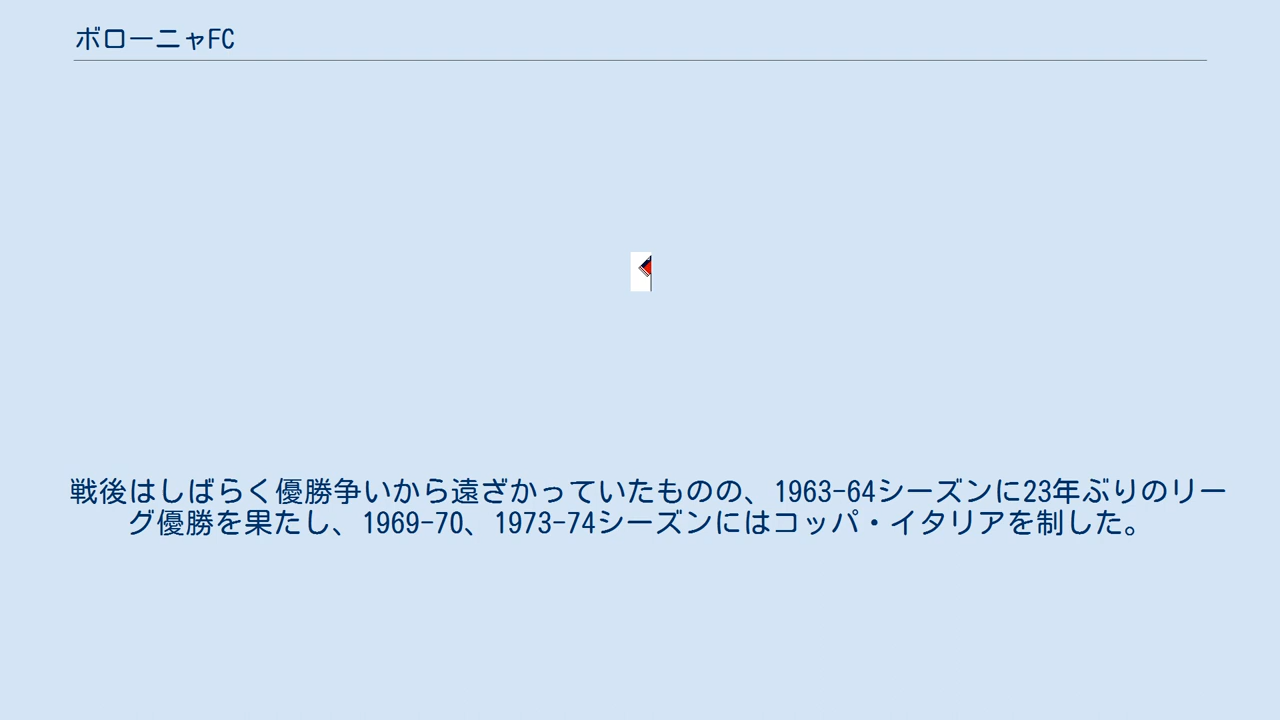 ボローニャFC
戦後はしばらく優勝争いから遠ざかっていたものの、1963-64シーズンに23年ぶりのリー
グ優勝を果たし、1969-70、1973-74シーズンにはコッパ・イタリアを制した。